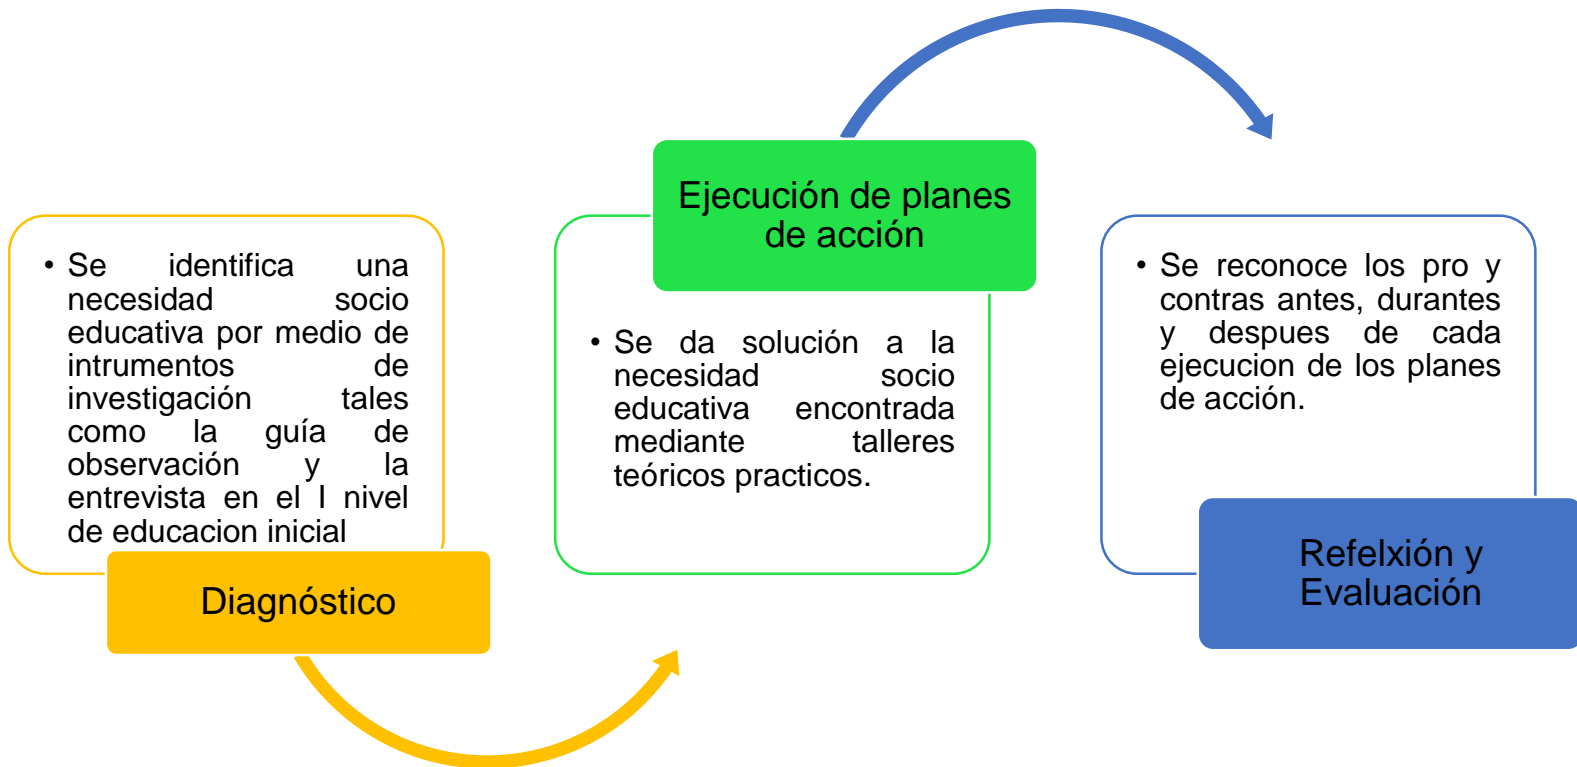 • Se identifica una
necesidad socio
educativa por medio de
intrumentos de
investigación tales
como la guía de
observación y la
entrevista en el I nivel
de educacion inicial
Diagnóstico
Ejecución de planes
de acción
• Se da solución a la
necesidad socio
educativa encontrada
mediante talleres
teóricos practicos.
• Se reconoce los pro y
contras antes, durantes
y despues de cada
ejecucion de los planes
de acción.
Refelxión y
Evaluación